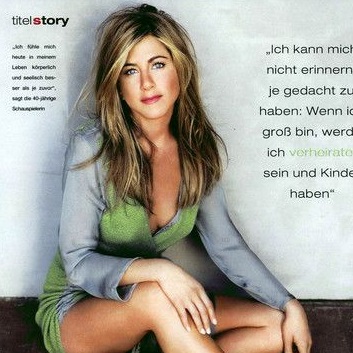 titelstory
„Ich fühle mich
heute in meinem
Leben körperlich
und seelisch bes-
ser als je zuvor",
sagt die 40-jährige
Schauspielerin
„Ich kann mich
nicht erinnern,
je gedacht zu
haben: Wenn ic
groß bin, werd
ich verheirate
sein und Kinde
haben“